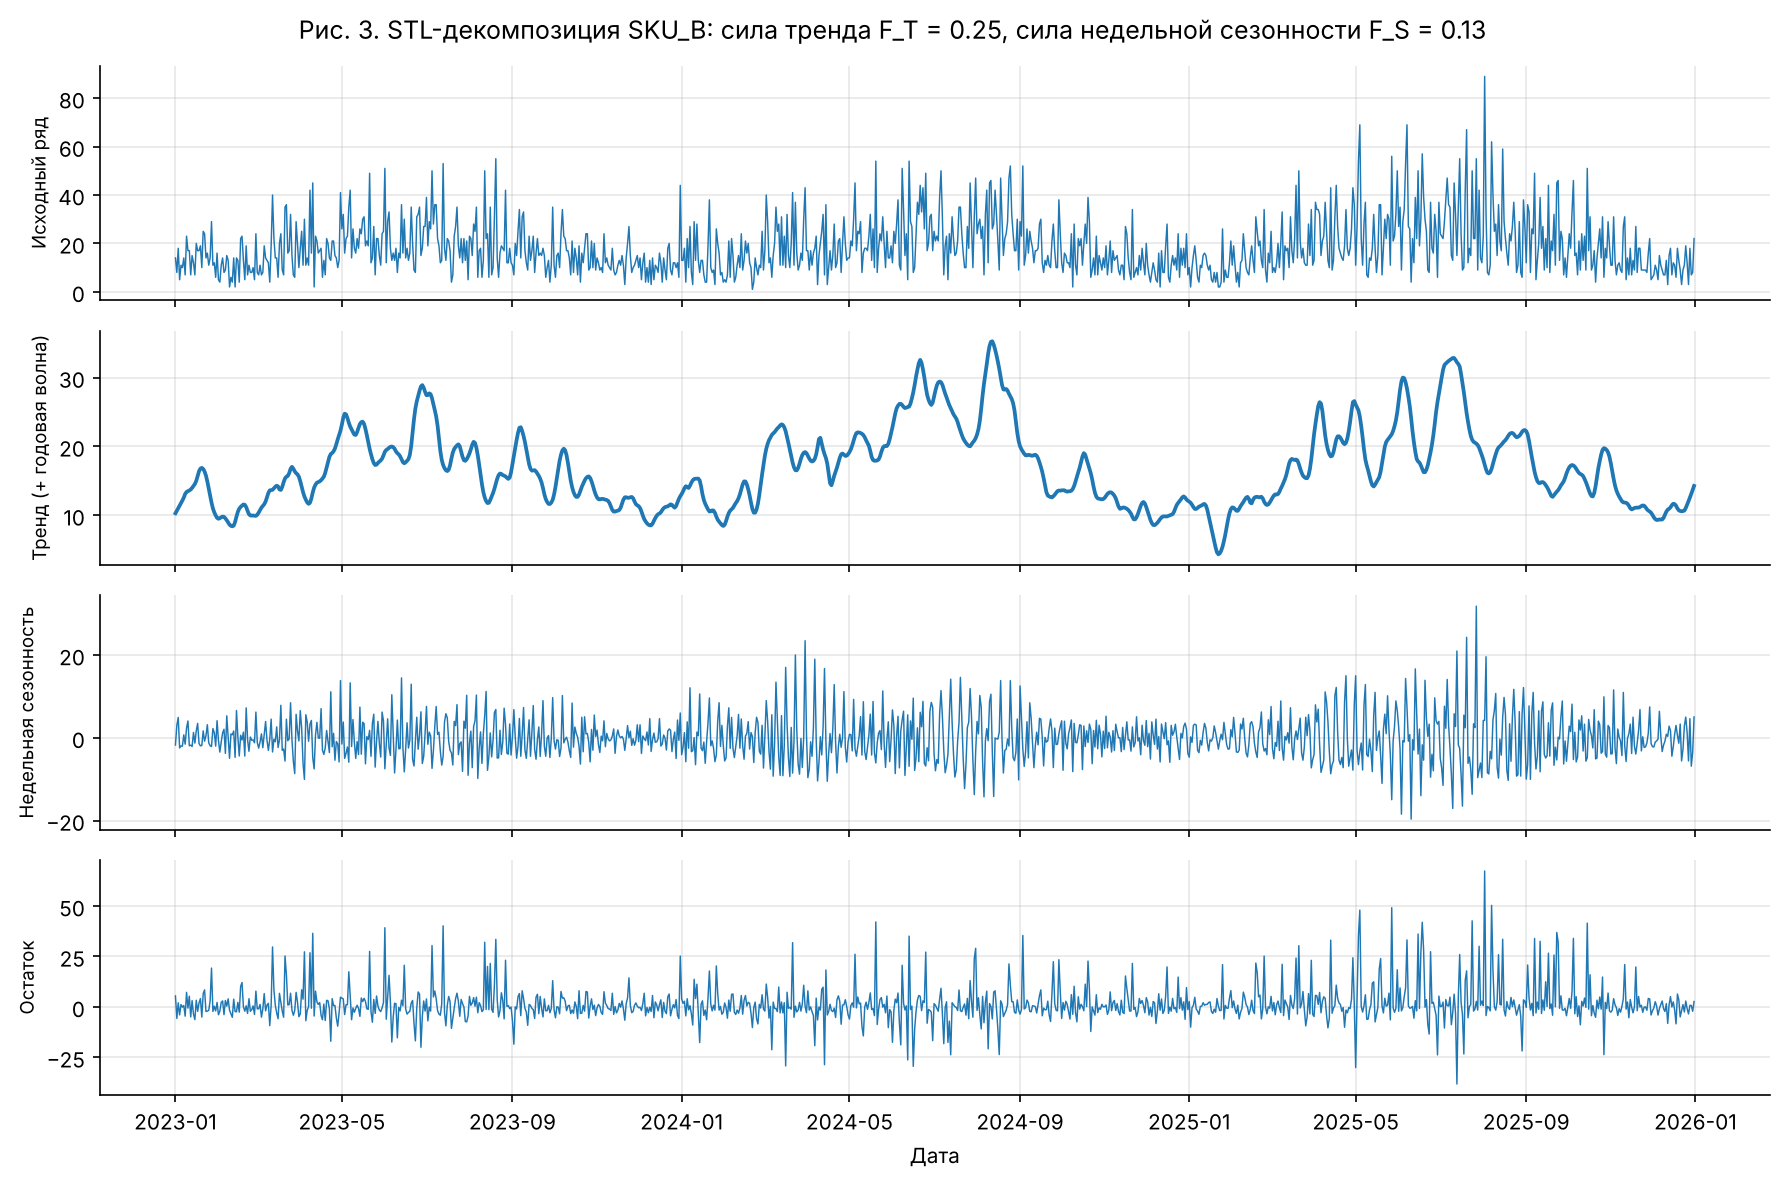 Рис. 3. STL-декомпозиция SKU_B: сила тренда F_T = 0.25, сила недельной сезонности F_S = 0.13
Исходный ряд
80
60
40
20
0
Тренд (+ годовая волна)
30
20
10
Недельная сезонность
20
0
−20
Остаток
50
25
0
−25
2023-01 2023-05 2023-09 2024-01 2024-05 2024-09 2025-01 2025-05 2025-09 2026-01
Дата